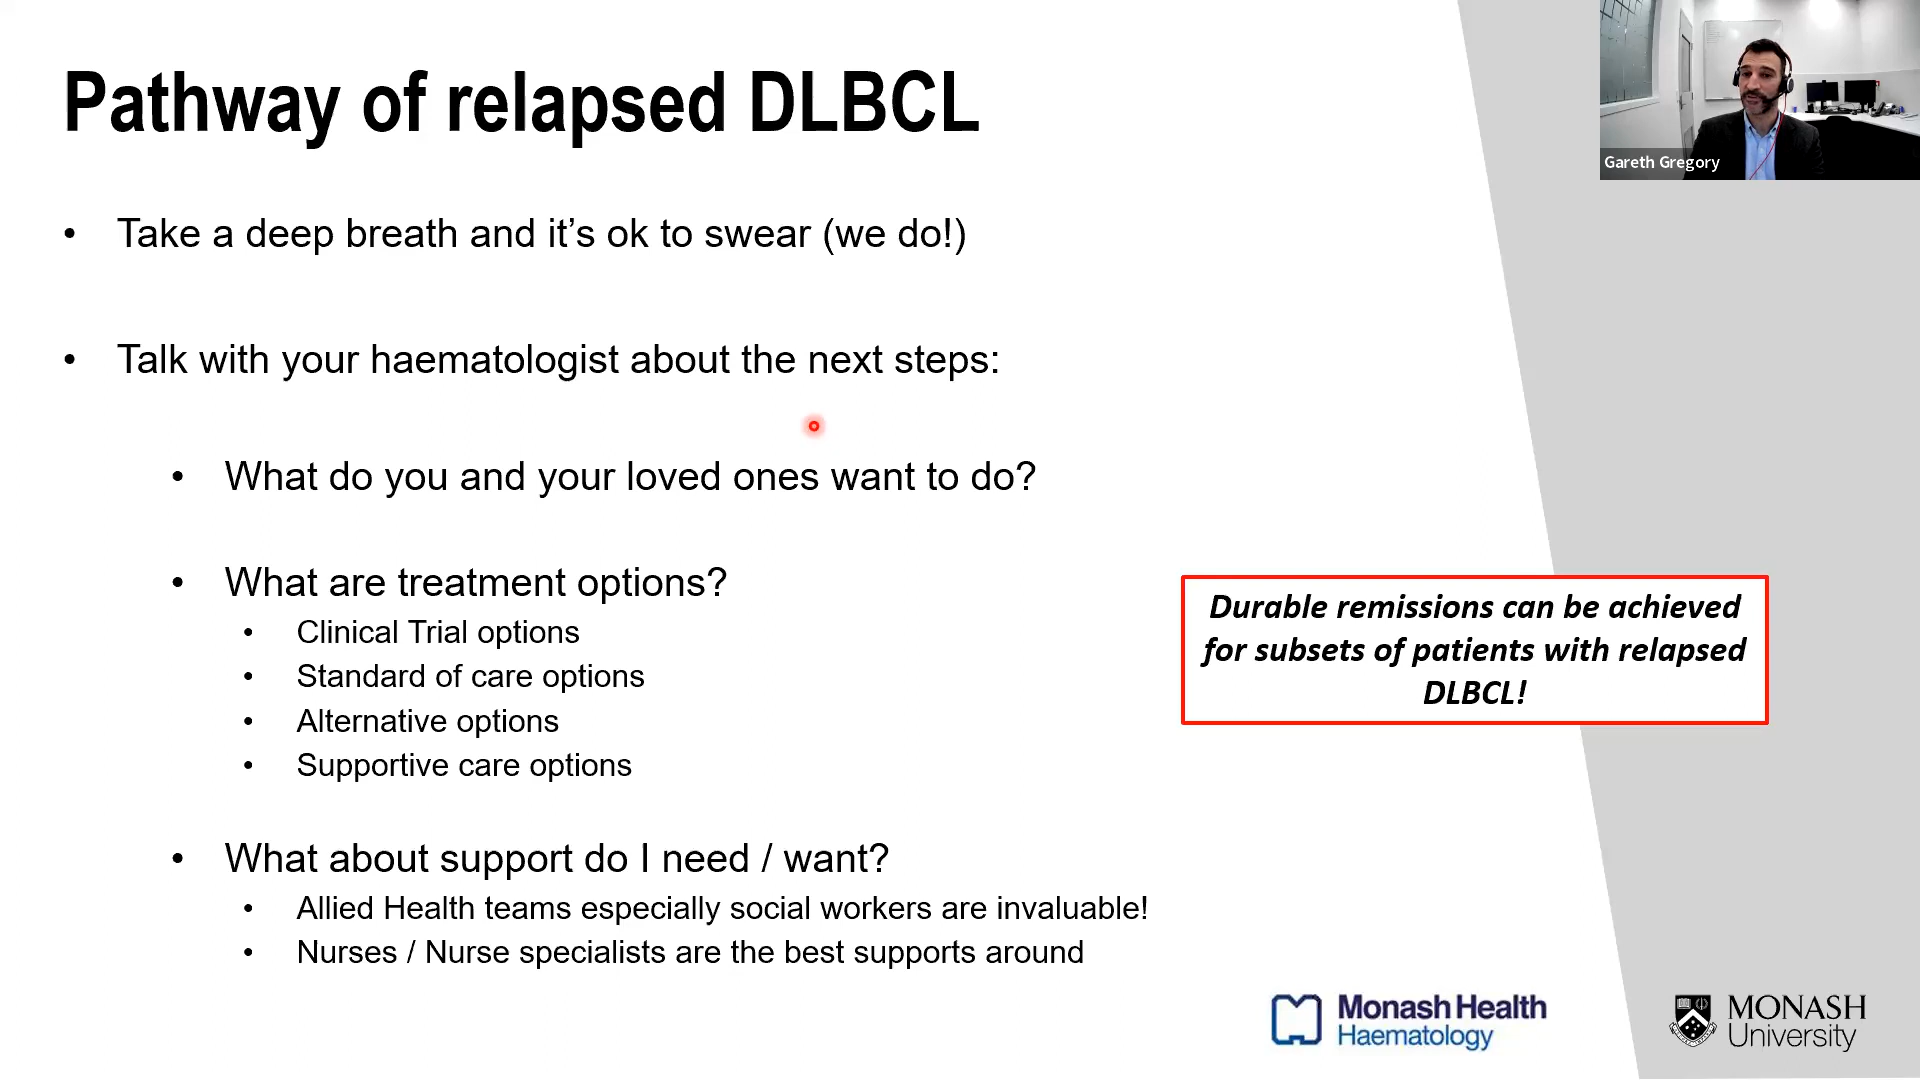 Pathway of relapsed DLBCL
Gareth Gregory
• Take a deep breath and it’s ok to swear (we do!)
• Talk with your haematologist about the next steps:
• What do you and your loved ones want to do?
• What are treatment options?
• Clinical Trial options
• Standard of care options
• Alternative options
• Supportive care options
Durable remissions can be achieved
for subsets of patients with relapsed
DLBCL!
• What about support do I need / want?
• Allied Health teams especially social workers are invaluable!
• Nurses / Nurse specialists are the best supports around
Monash Health
Haematology
MONASH
University